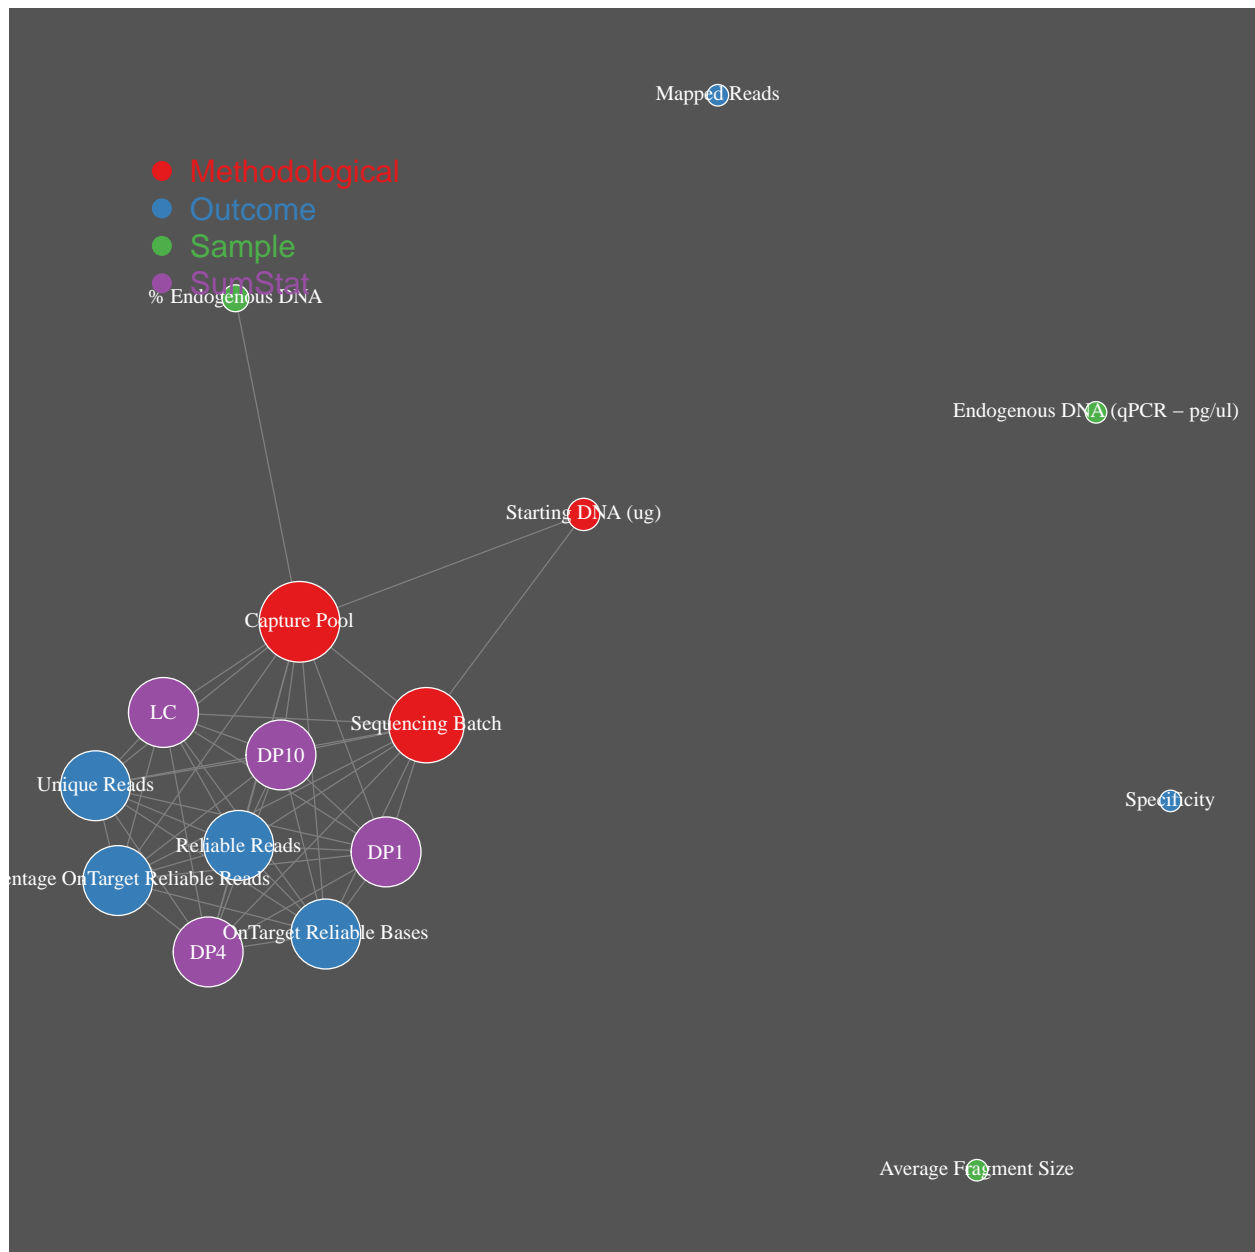 Mapped Reads
Methodological
Outcome
Sample
SumStat
% Endogenous DNA
Endogenous DNA (qPCR – pg/ul)
Starting DNA (ug)
Capture Pool
LC
Sequencing Batch
DP10
Unique Reads
Specificity
Reliable Reads
DP1
entage OnTarget Reliable Reads
OnTarget Reliable Bases
DP4
Average Fragment Size